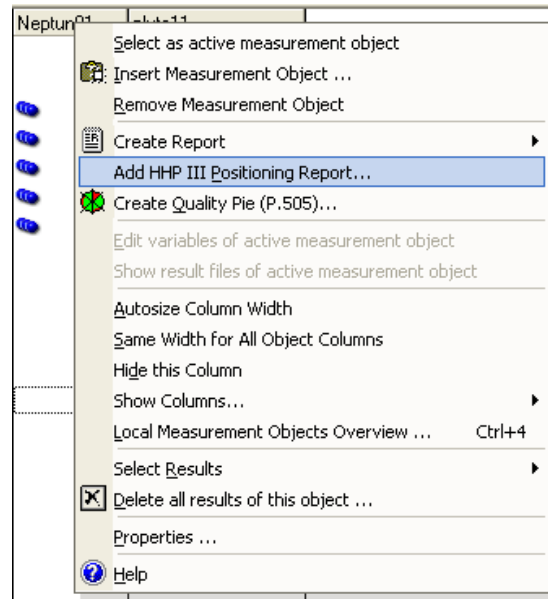 Select as active measurement object
Insert Measurement Object ...
Remove Measurement Object
Create Report
Add HHP III Positioning Report...
Create Quality Pie (P.505)...
Edit variables of active measurement object
Show result files of active measurement object
Autosize Column Width
Same Width for All Object Columns
Hide this Column
Show Columns...
Local Measurement Objects Overview ... Ctrl+4
Select Results
Delete all results of this object ...
Properties ...
Help